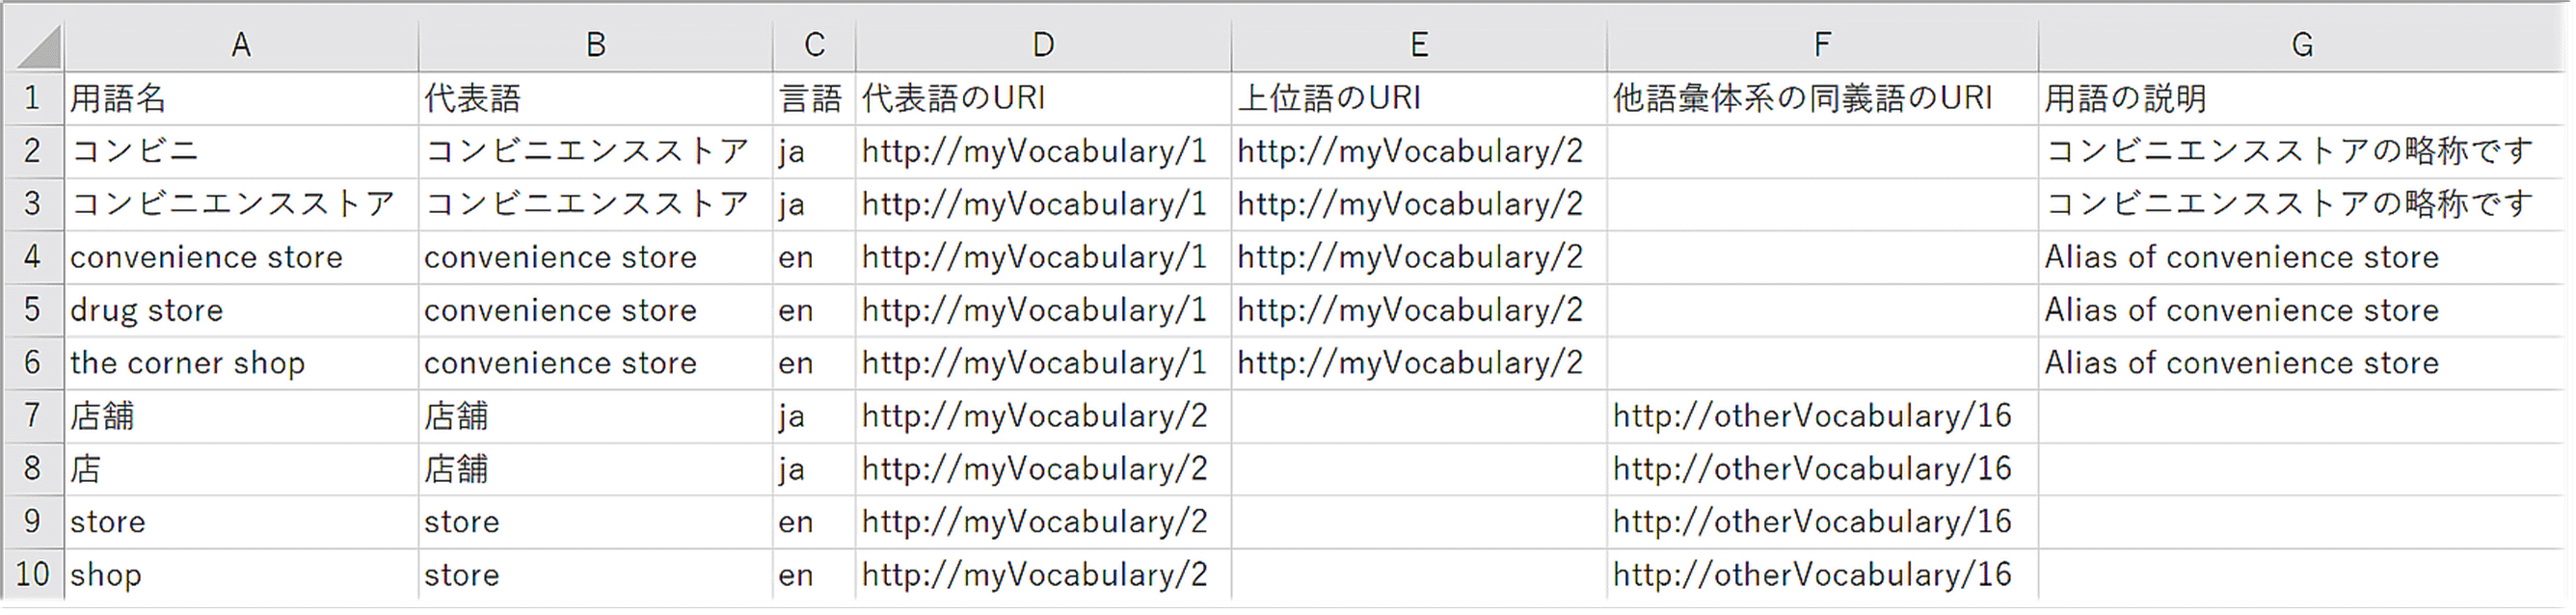 A B C D E F G
1 用語名 代表語 言語 代表語のURI 上位語のURI 他語彙体系の同義語のURI 用語の説明
2 コンビニ コンビニエンスストア ja http://myVocabulary/1 http://myVocabulary/2 コンビニエンスストアの略称です
3 コンビニエンスストア コンビニエンスストア ja http://myVocabulary/1 http://myVocabulary/2 コンビニエンスストアの略称です
4 convenience store convenience store en http://myVocabulary/1 http://myVocabulary/2 Alias of convenience store
5 drug store convenience store en http://myVocabulary/1 http://myVocabulary/2 Alias of convenience store
6 the corner shop convenience store en http://myVocabulary/1 http://myVocabulary/2 Alias of convenience store
7 店舗 店舗 ja http://myVocabulary/2 http://otherVocabulary/16
8 店 店舗 ja http://myVocabulary/2 http://otherVocabulary/16
9 store store en http://myVocabulary/2 http://otherVocabulary/16
10 shop store en http://myVocabulary/2 http://otherVocabulary/16